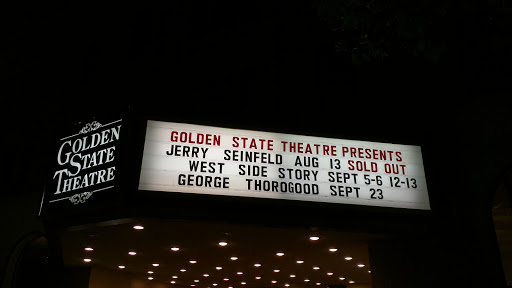 GOLDEN
STATE
THEATRE
GOLDEN STATE THEATRE PRESENTS
JERRY SEINFELD AUG 13 SOLD OUT
WEST SIDE STORY SEPT 5-6 12-13
GEORGE THOROGOOD SEPT 23